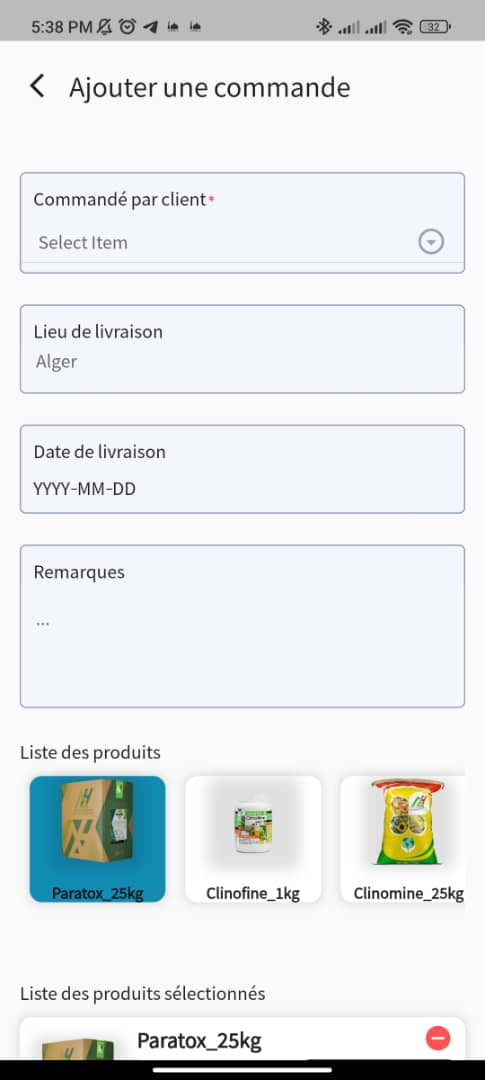 5:38 PM
32
Ajouter une commande
Commandé par client*
Select Item
Lieu de livraison
Alger
Date de livraison
YYYY-MM-DD
Remarques
...
Liste des produits
Paratox_25kg
Clinofine_1kg
Clinomine_25kg
Liste des produits sélectionnés
Paratox_25kg